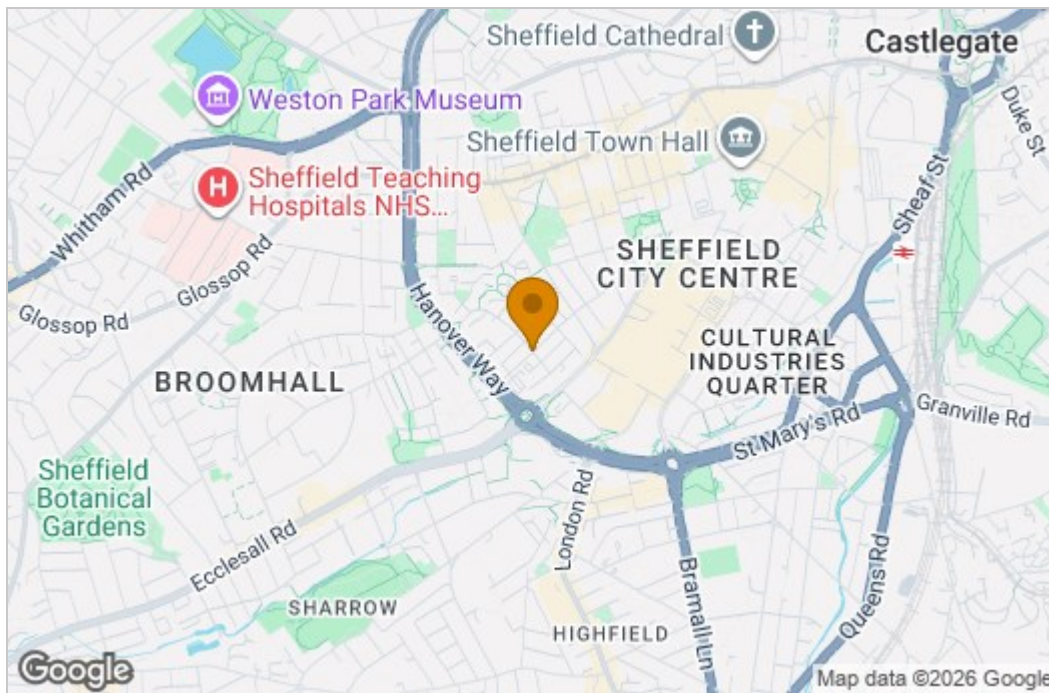 Sheffield Cathedral
Castlegate
Weston Park Museum
Duke St
Sheffield Town Hall
Sheffield Teaching
Hospitals NHS...
Whitham Rd
Sheaf St
Glossop Rd
SHEFFIELD
CITY CENTRE
Glossop Rd
Hanover Way
CULTURAL
INDUSTRIES
QUARTER
BROOMHALL
Granville Rd
St Mary's Rd
Sheffield
Botanical
Gardens
London Rd
Ecclesall Rd
Bramall Ln
Queens Rd
SHARROW
HIGHFIELD
Google
Map data ©2026 Google